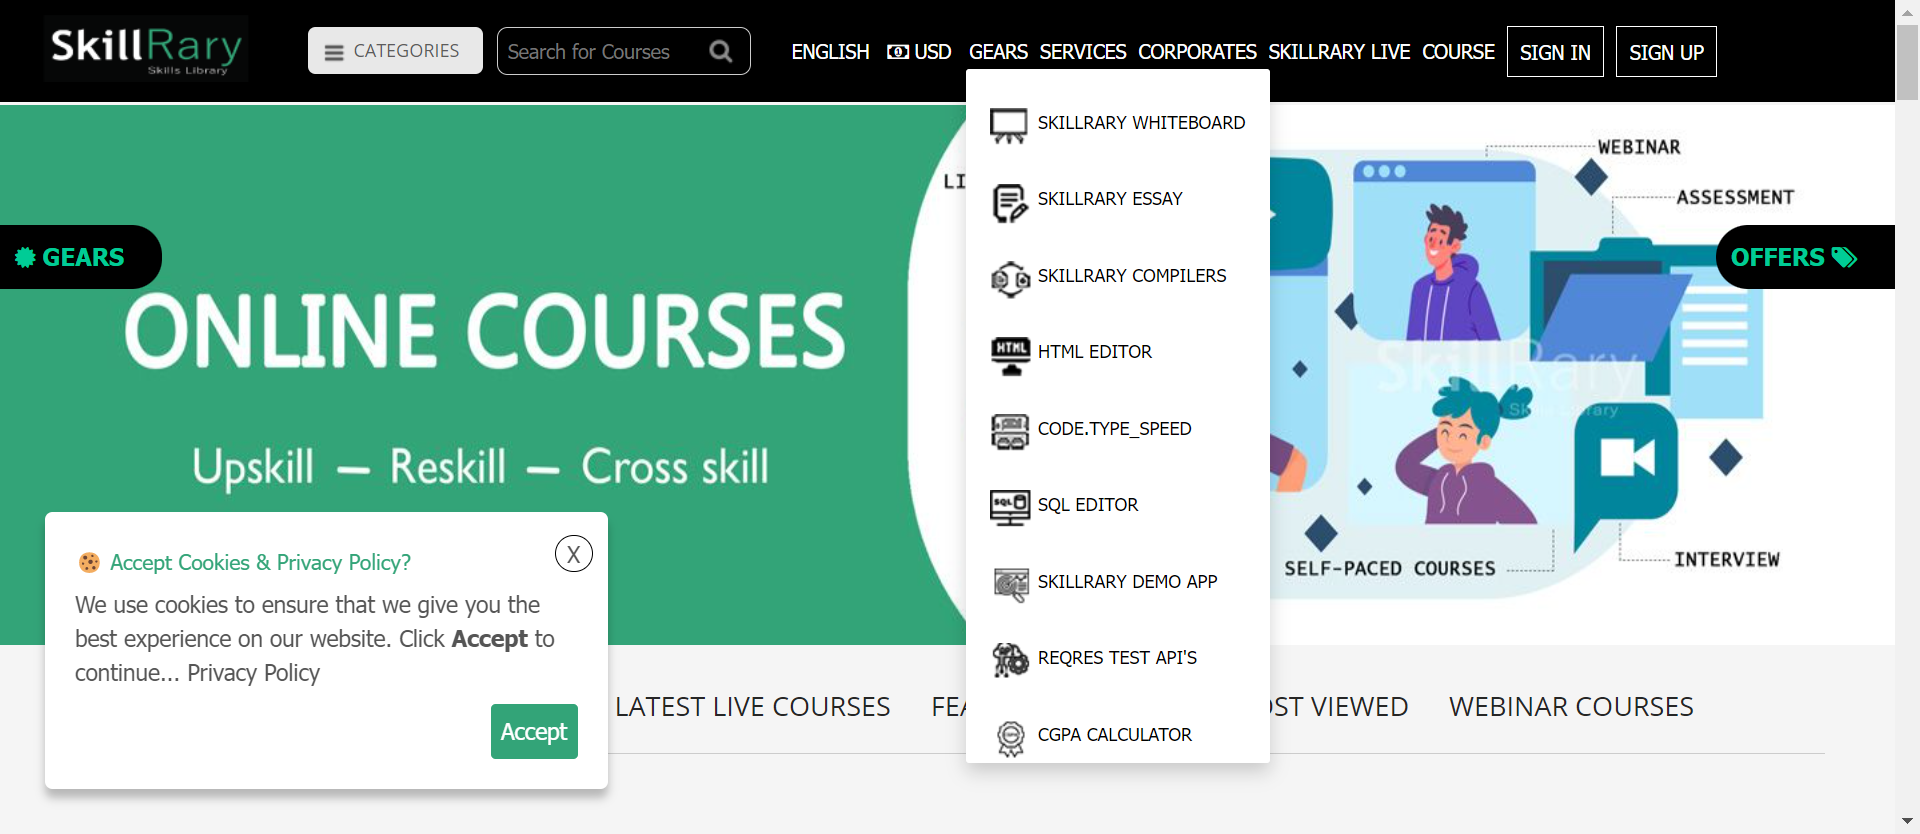 SkillRary
Skills Library
CATEGORIES
Search for Courses
ENGLISH
USD
GEARS
SERVICES
CORPORATES
SKILLRARY LIVE
COURSE
SIGN IN
SIGN UP
SKILLRARY WHITEBOARD
SKILLRARY ESSAY
SKILLRARY COMPILERS
HTML
HTML EDITOR
CODE.TYPE_SPEED
SQL
SQL EDITOR
SKILLRARY DEMO APP
REQRES TEST API'S
CGPA CALCULATOR
GEARS
OFFERS
ONLINE COURSES
Upskill — Reskill — Cross skill
LI
WEBINAR
ASSESSMENT
SkillRary
Skills Library
SELF-PACED COURSES
INTERVIEW
Accept Cookies & Privacy Policy?
X
We use cookies to ensure that we give you the
best experience on our website. Click Accept to
continue... Privacy Policy
Accept
LATEST LIVE COURSES
FEA
OST VIEWED
WEBINAR COURSES